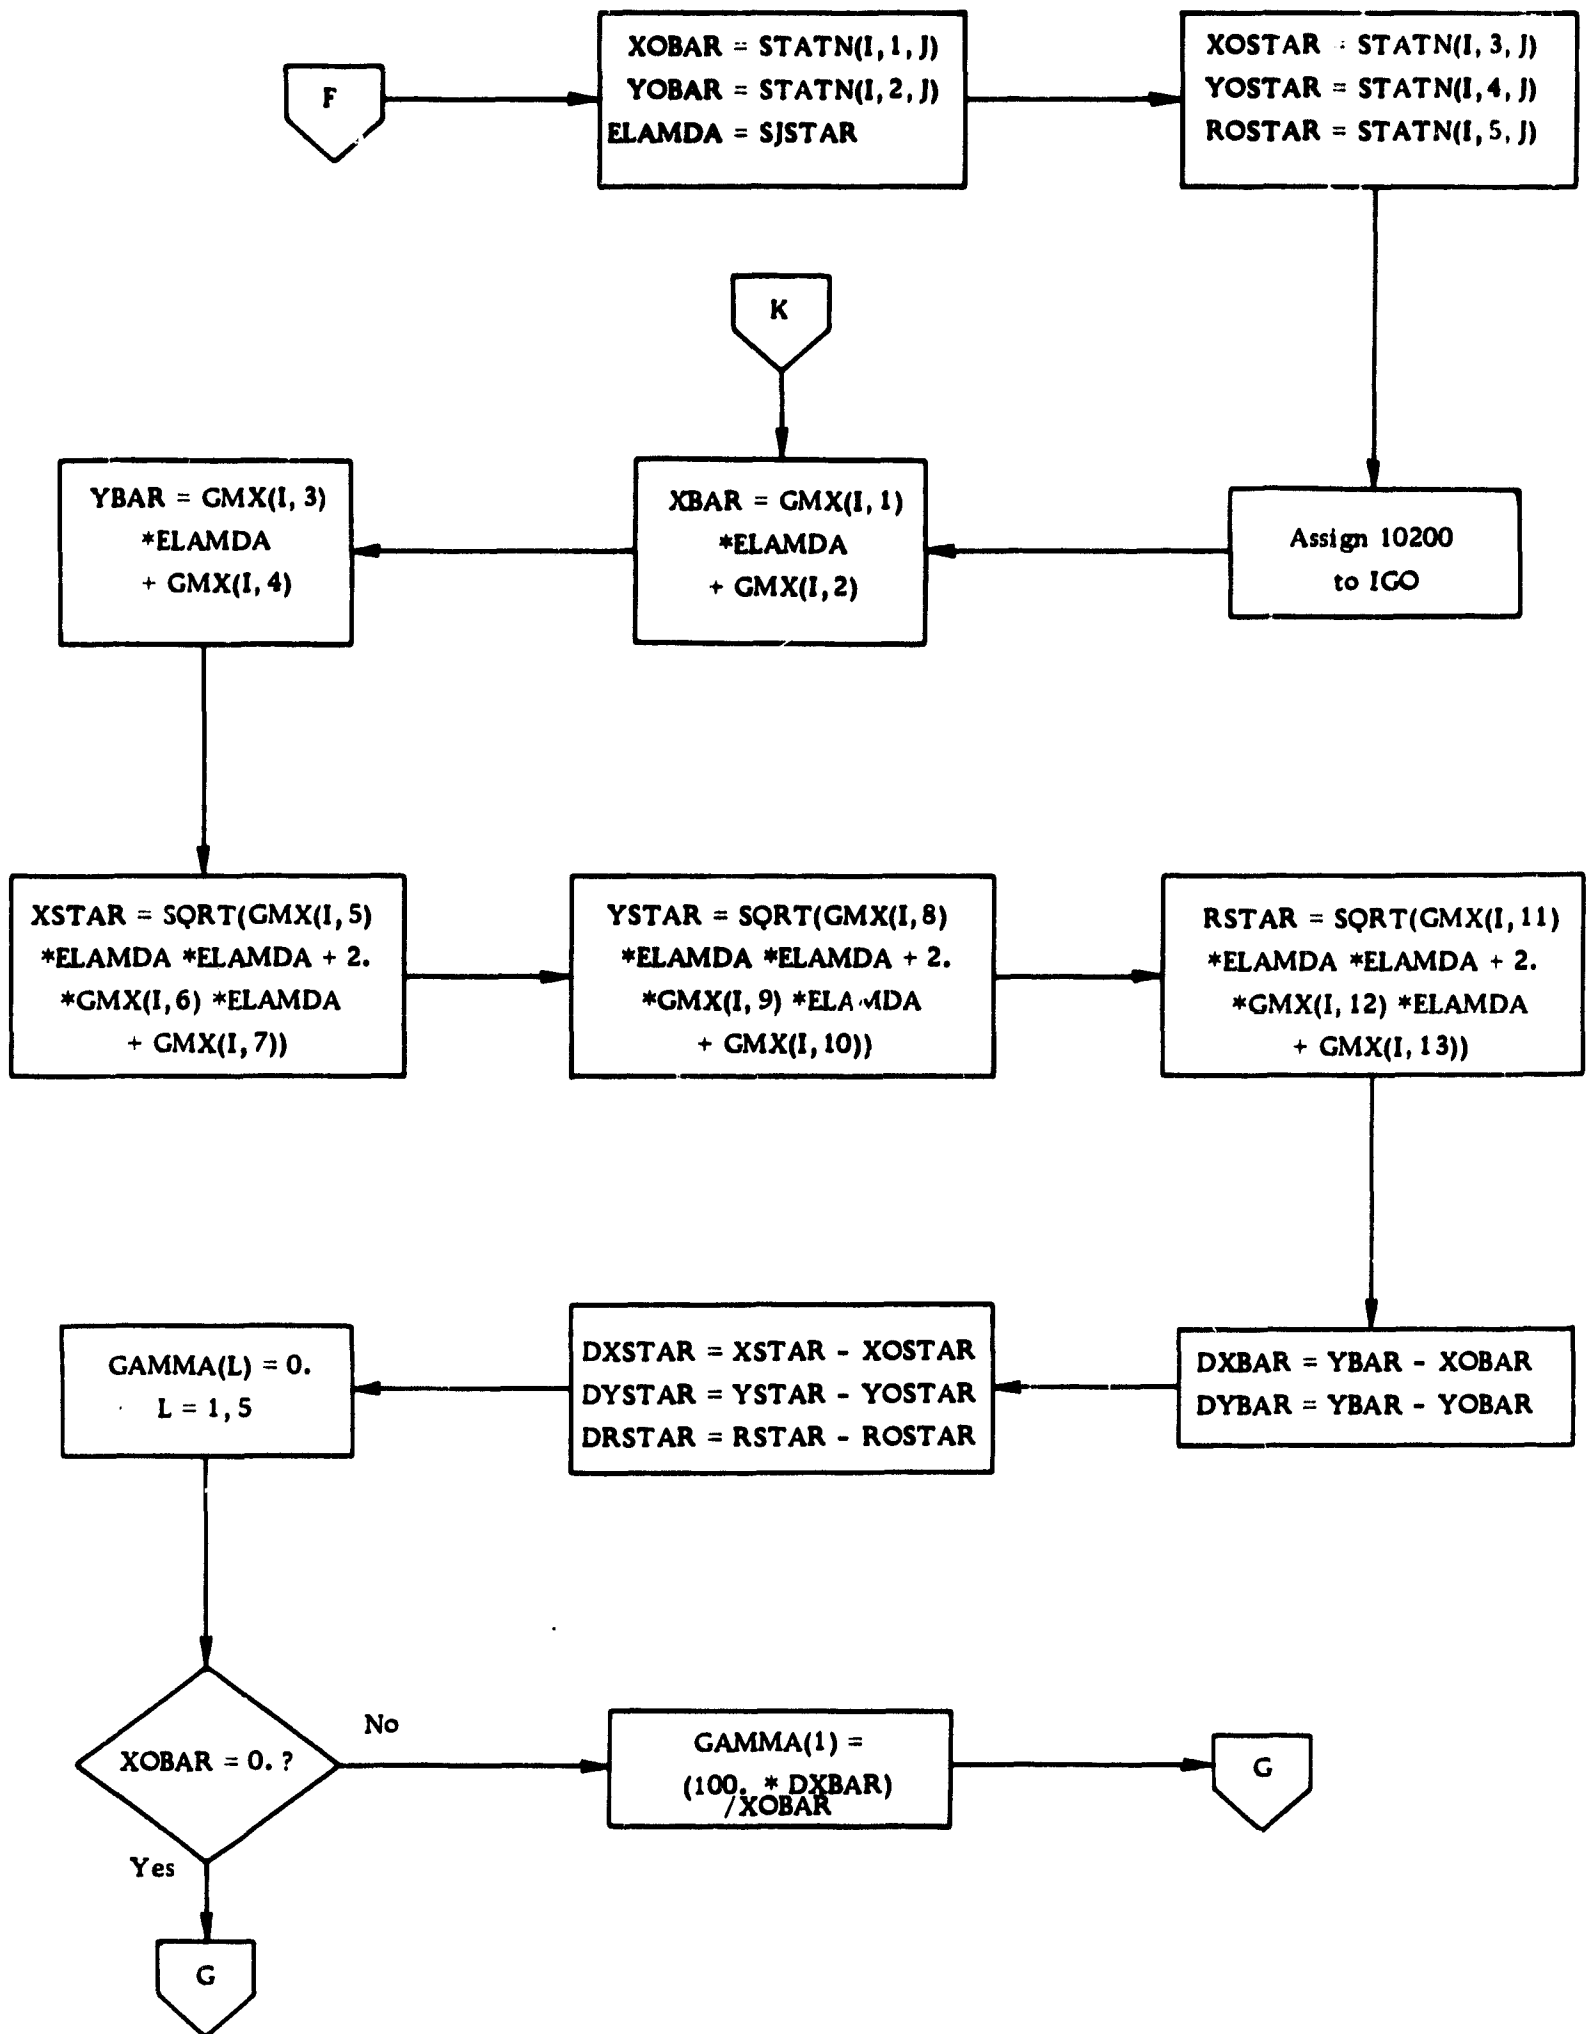 F
XOBAR = STATN(I, 1, J)
YOBAR = STATN(I, 2, J)
ELAMDA = SJSTAR
XOSTAR = STATN(I, 3, J)
YOSTAR = STATN(I, 4, J)
ROSTAR = STATN(I, 5, J)
K
YBAR = GMX(I, 3)
*ELAMDA
+ GMX(I, 4)
XBAR = GMX(I, 1)
*ELAMDA
+ GMX(I, 2)
Assign 10200
to IGO
XSTAR = SQRT(GMX(I, 5)
*ELAMDA *ELAMDA + 2.
*GMX(I, 6) *ELAMDA
+ GMX(I, 7))
YSTAR = SQRT(GMX(I, 8)
*ELAMDA *ELAMDA + 2.
*GMX(I, 9) *ELAMDA
+ GMX(I, 10))
RSTAR = SQRT(GMX(I, 11)
*ELAMDA *ELAMDA + 2.
*GMX(I, 12) *ELAMDA
+ GMX(I, 13))
GAMMA(L) = 0.
L = 1, 5
DXSTAR = XSTAR - XOSTAR
DYSTAR = YSTAR - YOSTAR
DRSTAR = RSTAR - ROSTAR
DXBAR = YBAR - XOBAR
DYBAR = YBAR - YOBAR
XOBAR = 0. ?
No
GAMMA(1) =
(100. * DXBAR)
/XOBAR
G
Yes
G